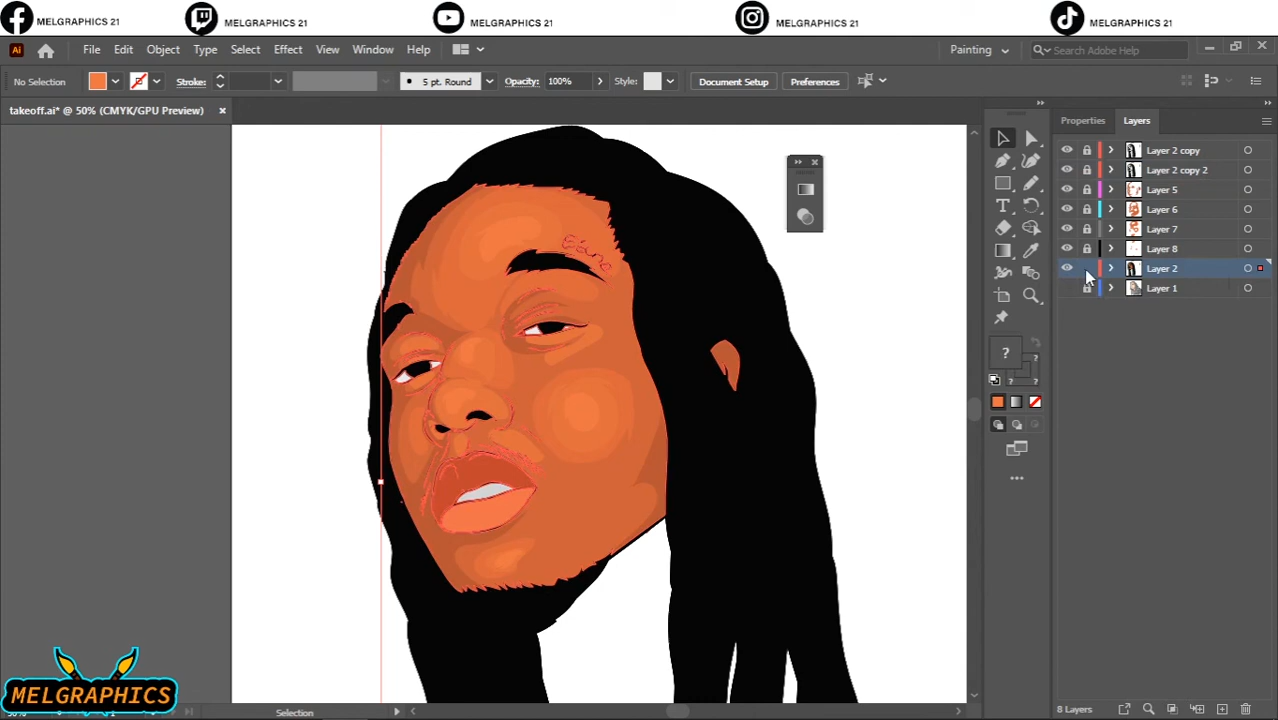 MELGRAPHICS 21 MELGRAPHICS 21 MELGRAPHICS 21 MELGRAPHICS 21 MELGRAPHICS 21
Ai File Edit Object Type Select Effect View Window Help Painting Search Adobe Help
No Selection Stroke: 5 pt. Round Opacity: 100% Style: Document Setup Preferences
takeoff.ai* @ 50% (CMYK/GPU Preview)
Properties Layers
Layer 2 copy
Layer 2 copy 2
Layer 5
Layer 6
Layer 7
Layer 8
Layer 2
Layer 1
MELGRAPHICS
Selection
8 Layers